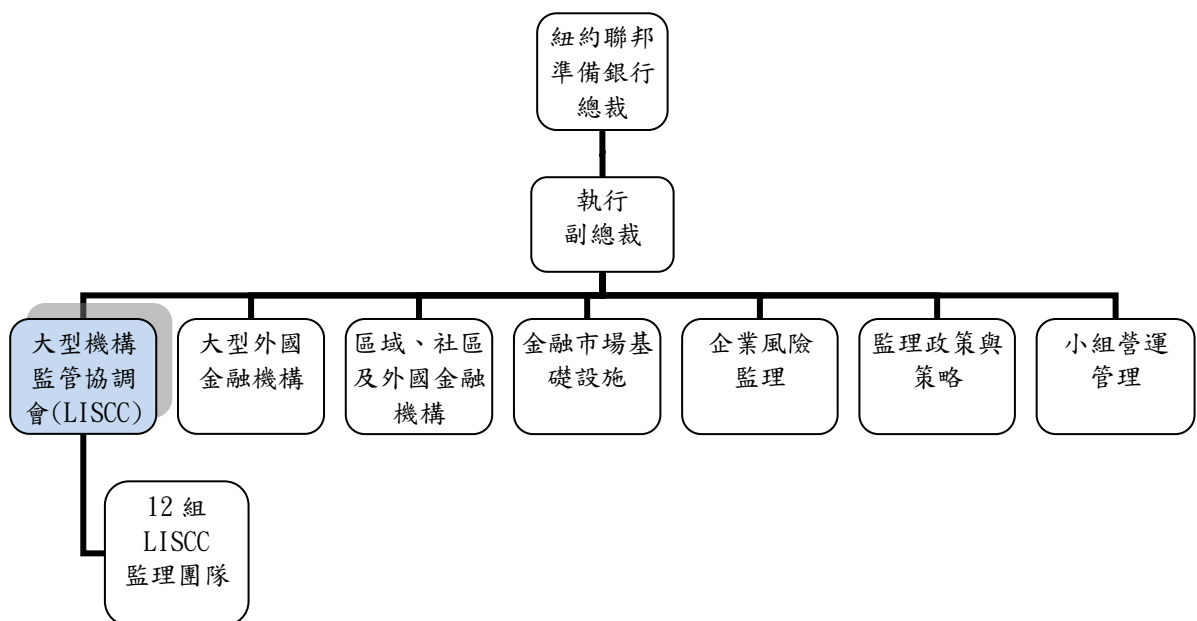 紐約聯邦
準備銀行
總裁
執行
副總裁
大型機構
監管協調
會(LISCC)
大型外國
金融機構
區域、社區
及外國金融
機構
金融市場基
礎設施
企業風險
監理
監理政策與
策略
小組營運
管理
12 組
LISCC
監理團隊